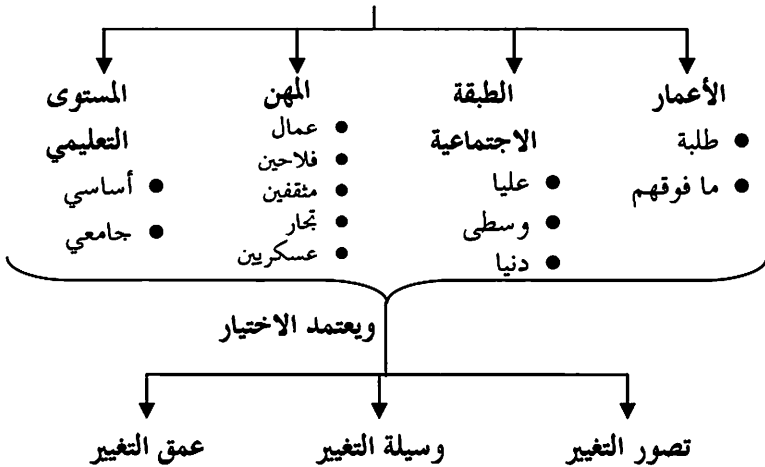 الأعمار
طلبة
ما فوقهم
الطبقة
الاجتماعية
عليا
وسطى
دنيا
المهن
عمال
فلاحين
مثقفين
تجار
عسكريين
المستوى
التعليمي
أساسي
جامعي
ويعتمد الاختيار
تصور التغيير
وسيلة التغيير
عمق التغيير